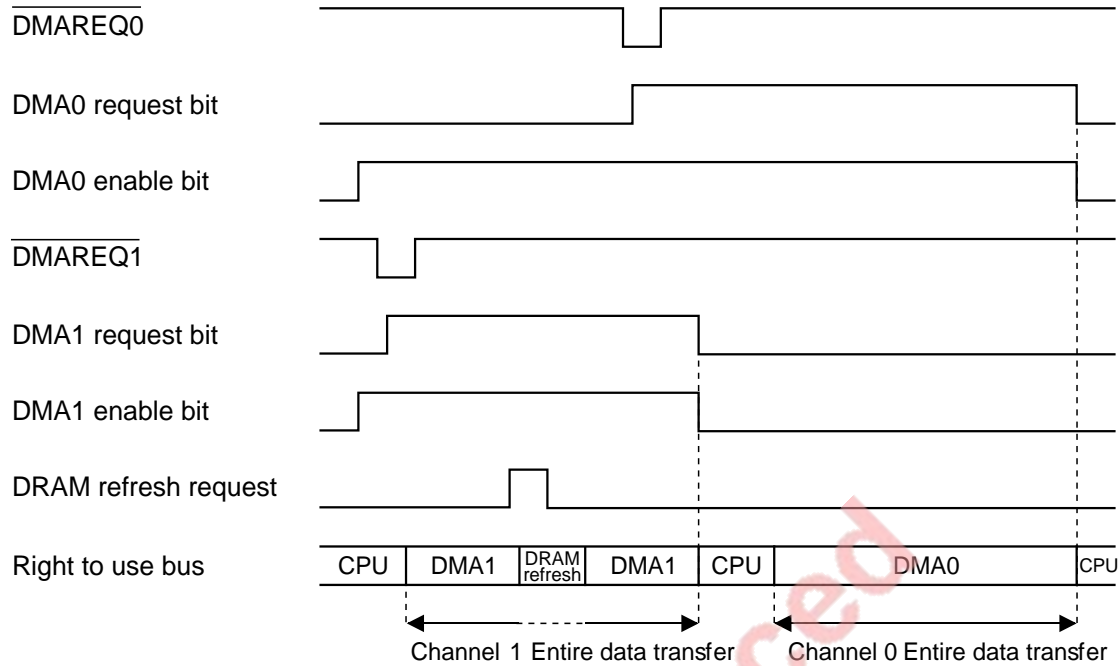 DMAREQ0
DMA0 request bit
DMA0 enable bit
DMAREQ1
DMA1 request bit
DMA1 enable bit
DRAM refresh request
Right to use bus
CPU DMA1 DRAM refresh DMA1 CPU DMA0 CPU
Channel 1 Entire data transfer Channel 0 Entire data transfer